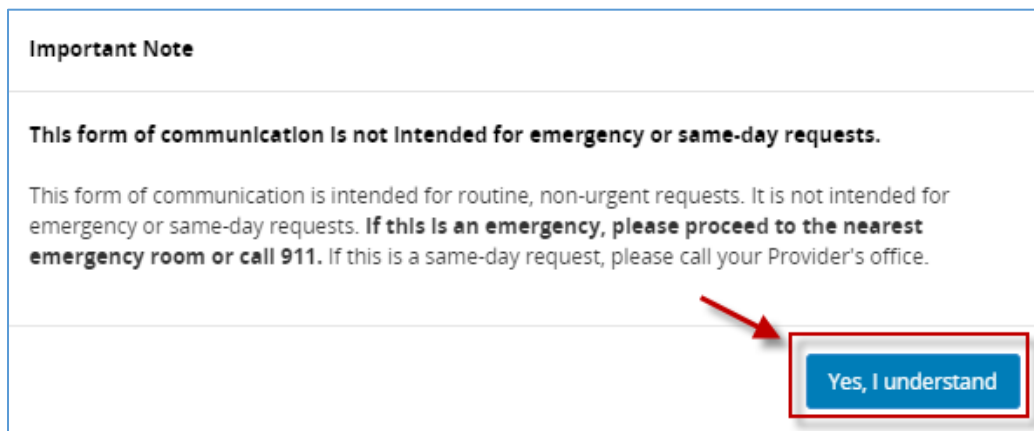 Important Note
This form of communication is not intended for emergency or same-day requests.
This form of communication is intended for routine, non-urgent requests. It is not intended for
emergency or same-day requests. If this is an emergency, please proceed to the nearest
emergency room or call 911. If this is a same-day request, please call your Provider's office.
Yes, I understand